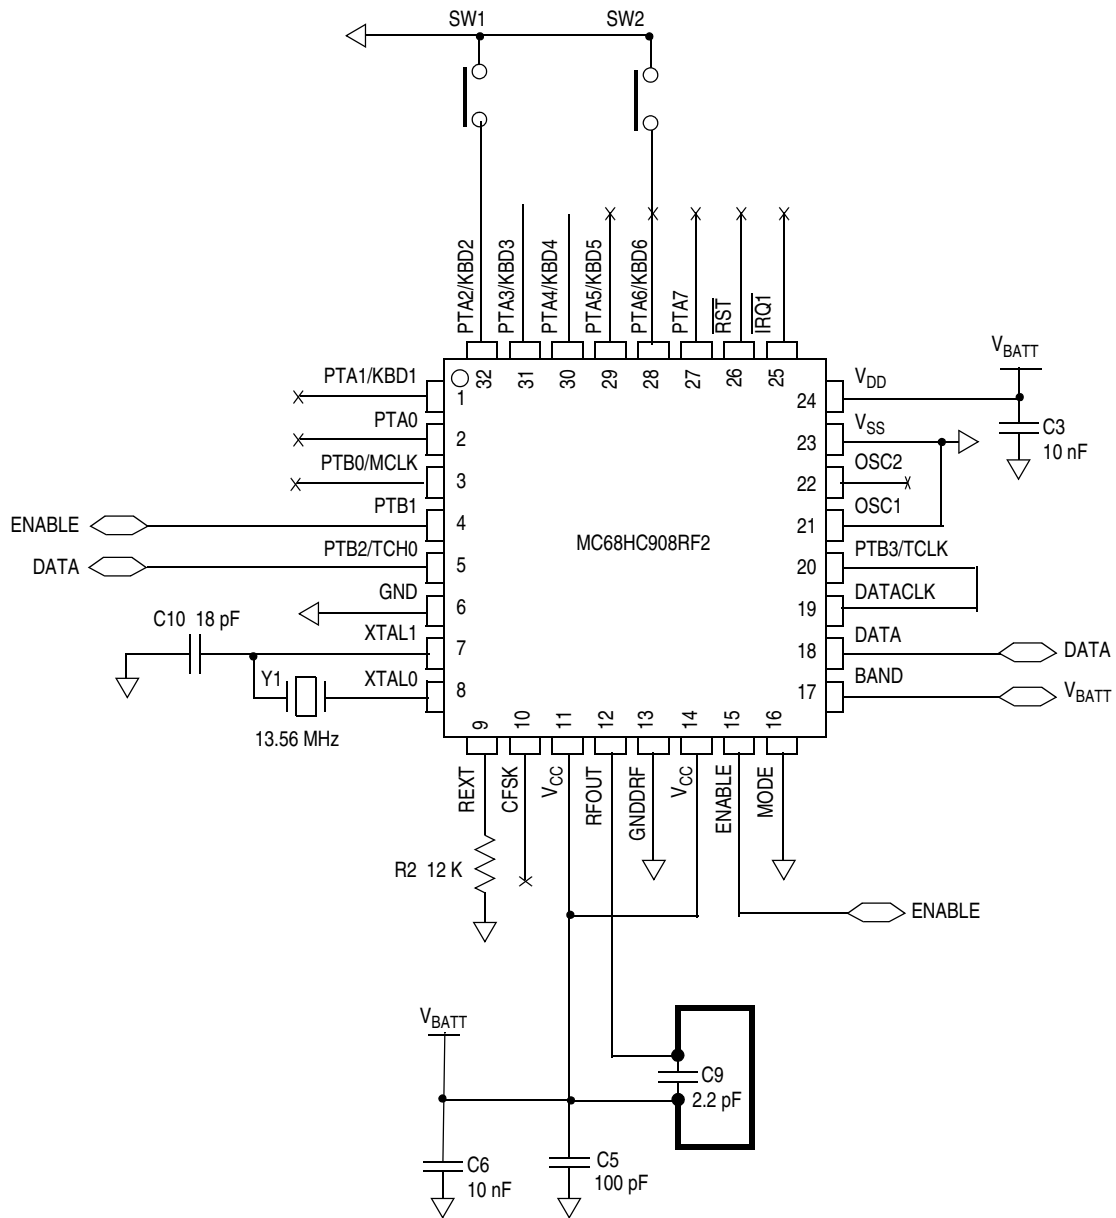 SW1
SW2
PTA2/KBD2
PTA3/KBD3
PTA4/KBD4
PTA5/KBD5
PTA6/KBD6
PTA7
RST
IRQ1
32
31
30
29
28
27
26
25
PTA1/KBD1
1
PTA0
2
PTB0/MCLK
3
PTB1
4
ENABLE
PTB2/TCH0
5
DATA
GND
6
C10 18 pF
XTAL1
7
Y1
XTAL0
8
13.56 MHz
MC68HC908RF2
VBATT
VDD
24
C3
10 nF
VSS
23
OSC2
22
OSC1
21
PTB3/TCLK
20
DATACLK
19
DATA
18
DATA
BAND
17
VBATT
9
10
11
12
13
14
15
16
REXT
CFSK
VCC
RFOUT
GNDDRF
VCC
ENABLE
MODE
R2 12 K
ENABLE
VBATT
C9
2.2 pF
C6
10 nF
C5
100 pF